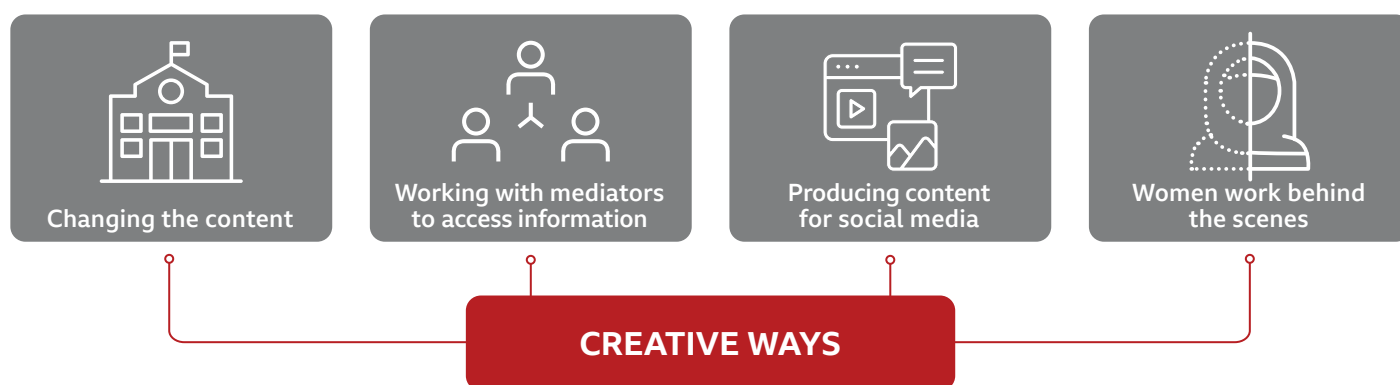 Changing the content
Working with mediators
to access information
Producing content
for social media
Women work behind
the scenes
CREATIVE WAYS